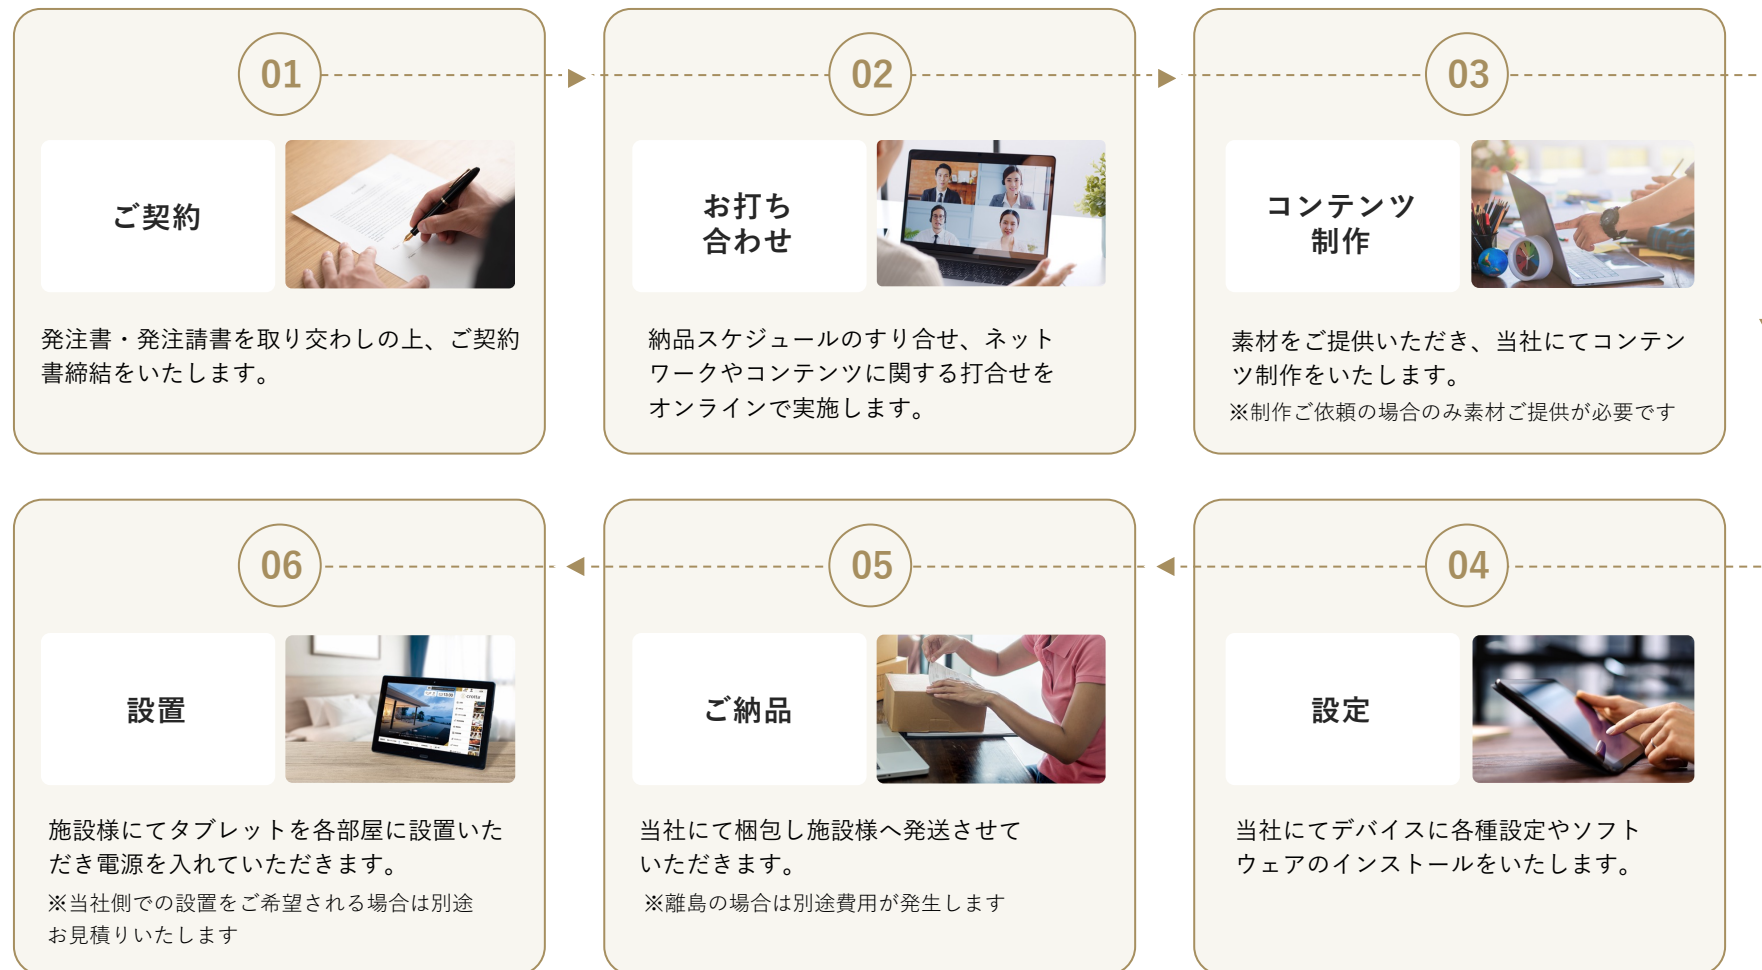 01
ご契約
発注書・発注請書を取り交わしの上、ご契約
書締結をいたします。
02
お打ち
合わせ
納品スケジュールのすり合せ、ネット
ワークやコンテンツに関する打合せを
オンラインで実施します。
03
コンテンツ
制作
素材をご提供いただき、当社にてコンテン
ツ制作をいたします。
※制作ご依頼の場合のみ素材ご提供が必要です
04
設定
当社にてデバイスに各種設定やソフト
ウェアのインストールをいたします。
05
ご納品
当社にて梱包し施設様へ発送させて
いただきます。
※離島の場合は別途費用が発生します
06
設置
施設様にてタブレットを各部屋に設置いた
だき電源を入れていただきます。
※当社側での設置をご希望される場合は別途
お見積りいたします